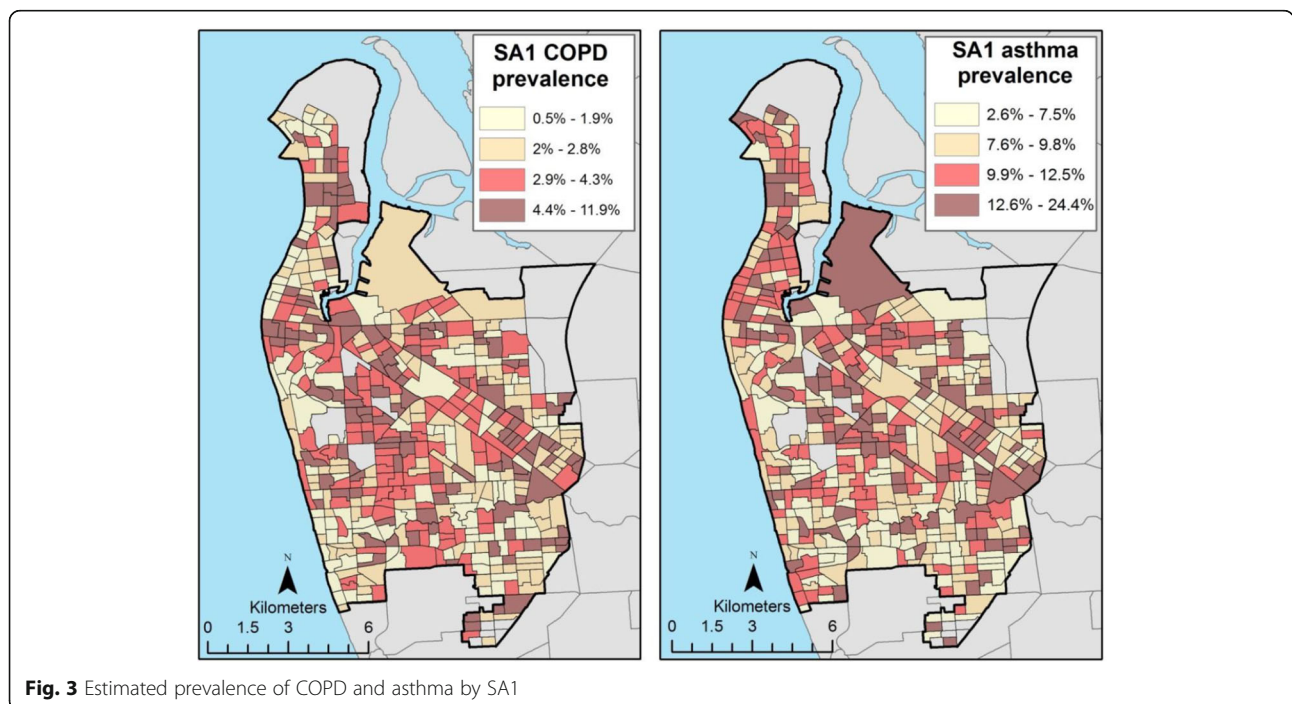 SA1 COPD
prevalence
0.5% - 1.9%
2% - 2.8%
2.9% - 4.3%
4.4% - 11.9%
N
Kilometers
0 1.5 3 6
SA1 asthma
prevalence
2.6% - 7.5%
7.6% - 9.8%
9.9% - 12.5%
12.6% - 24.4%
N
Kilometers
0 1.5 3 6
Fig. 3 Estimated prevalence of COPD and asthma by SA1